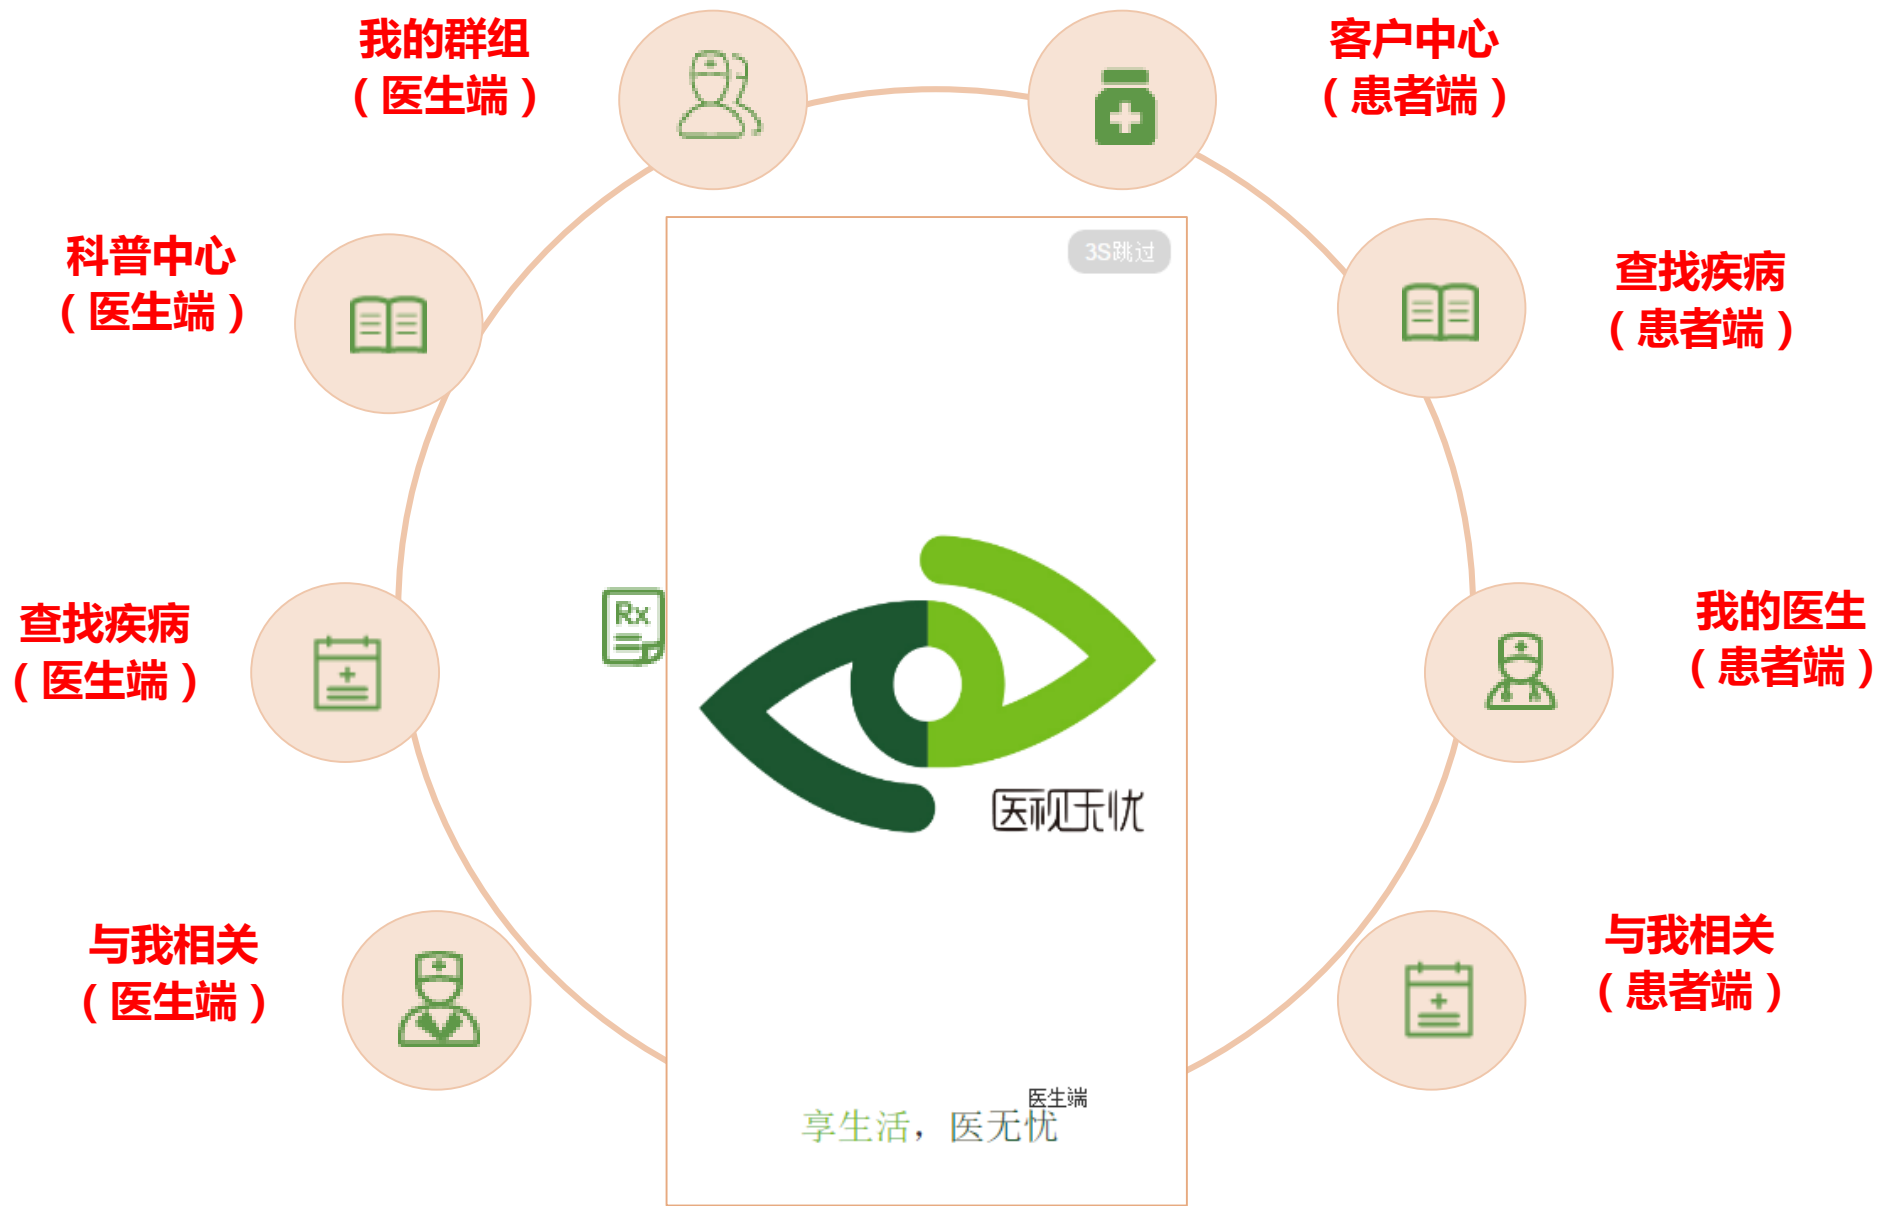 我的群组
（医生端）
客户中心
（患者端）
科普中心
（医生端）
3S跳过
查找疾病
（患者端）
查找疾病
（医生端）
Rx
我的医生
（患者端）
医视无忧
与我相关
（医生端）
与我相关
（患者端）
医生端
享生活，医无忧